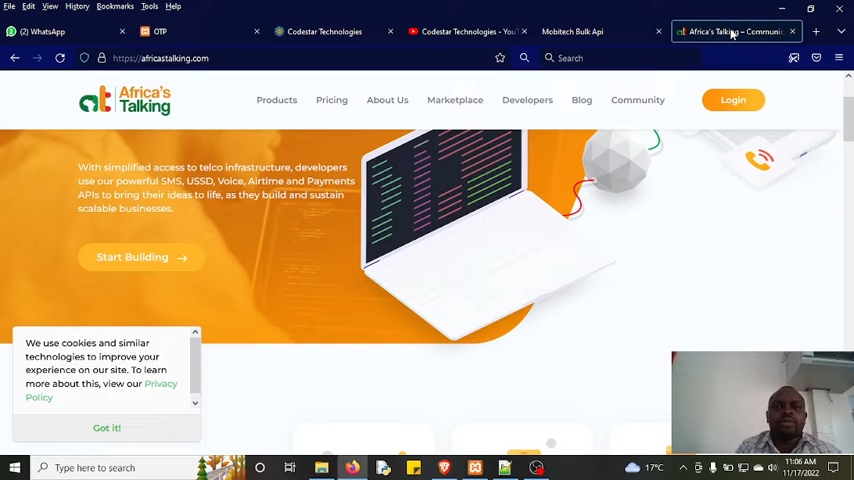 File Edit View History Bookmarks Tools Help
(2) WhatsApp
OTP
Codestar Technologies
Codestar Technologies - YouT
Mobitech Bulk Api
Africa's Talking – Communic
https://africastalking.com
Search
Africa's Talking
Products Pricing About Us Marketplace Developers Blog Community Login
With simplified access to telco infrastructure, developers
use our powerful SMS, USSD, Voice, Airtime and Payments
APIs to bring their ideas to life, as they build and sustain
scalable businesses.
Start Building →
We use cookies and similar
technologies to improve your
experience on our site. To learn
more about this, view our Privacy
Policy
Got it!
Type here to search
17°C
11:06 AM
11/17/2022